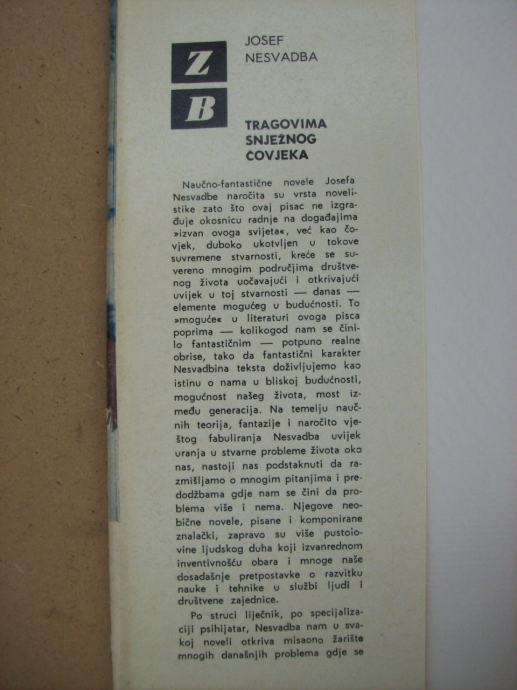 Z
B
JOSEF
NESVADBA
TRAGOVIMA
SNJEŽNOG
ČOVJEKA
Naučno-fantastične novele Josefa
Nesvadbe naročita su vrsta noveli-
stike zato što ovaj pisac ne izgra-
đuje okosnicu radnje na događajima
»izvan ovoga svijeta«, već kao čo-
vjek, duboko ukotvljen u tokove
suvremene stvarnosti, kreće se su-
vereno mnogim područjima društve-
nog života uočavajući i otkrivajući
uvijek u toj stvarnosti — danas —
elemente mogućeg u budućnosti. To
»moguće« u literaturi ovoga pisca
poprima — kolikogod nam se čini-
lo fantastičnim — potpuno realne
obrise, tako da fantastični karakter
Nesvadbina teksta doživljujemo kao
istinu o nama u bliskoj budućnosti,
mogućnost našeg života, most iz-
među generacija. Na temelju nauč-
nih teorija, fantazije i naročito vje-
štog fabuliranja Nesvadba uvijek
uranja u stvarne probleme života oko
nas, nastoji nas podstaknuti da ra-
zmišljamo o mnogim pitanjima i pre-
dodžbama gdje nam se čini da pro-
blema više i nema. Njegove neo-
bične novele, pisane i komponirane
znalački, zapravo su više pustolo-
vine ljudskog duha koji izvanrednom
inventivnošću obara i mnoge naše
dosadašnje pretpostavke o razvitku
nauke i tehnike u službi ljudi i
društvene zajednice.
Po struci liječnik, po specijaliza-
ciji psihijatar, Nesvadba nam u sva-
koj noveli otkriva misaono žarište
mnogih današnjih problema gdje se